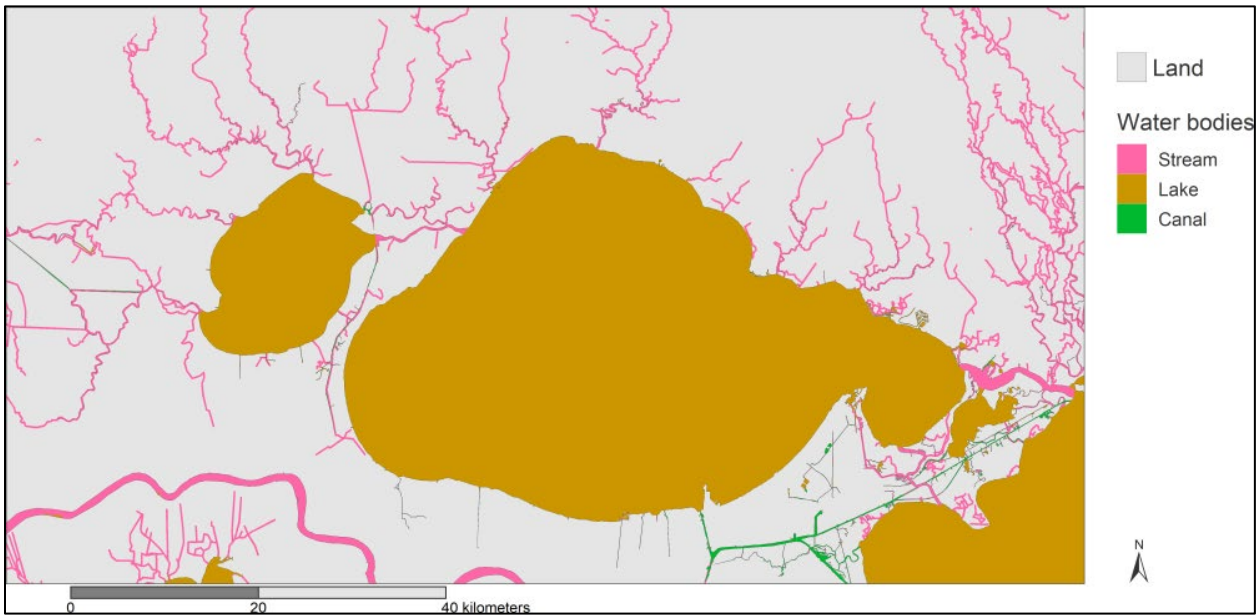 Land
Water bodies
Stream
Lake
Canal
N
0 20 40 kilometers